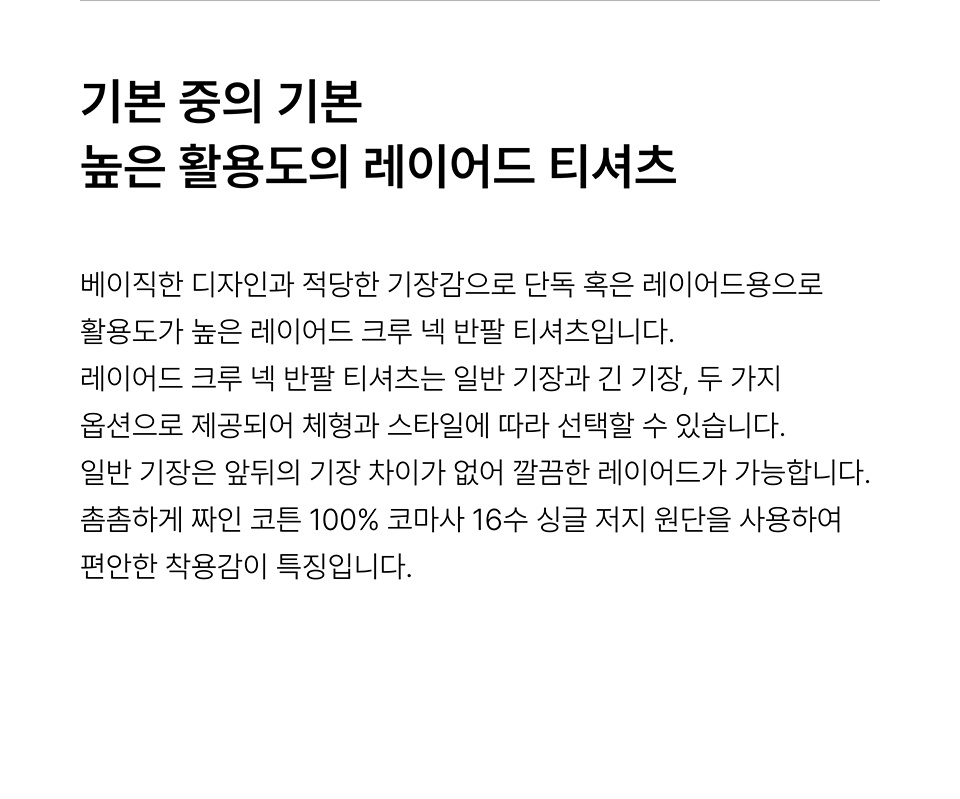 기본 중의 기본
높은 활용도의 레이어드 티셔츠
베이직한 디자인과 적당한 기장감으로 단독 혹은 레이어드용으로
활용도가 높은 레이어드 크루 넥 반팔 티셔츠입니다.
레이어드 크루 넥 반팔 티셔츠는 일반 기장과 긴 기장, 두 가지
옵션으로 제공되어 체형과 스타일에 따라 선택할 수 있습니다.
일반 기장은 앞뒤의 기장 차이가 없어 깔끔한 레이어드가 가능합니다.
촘촘하게 짜인 코튼 100% 코마사 16수 싱글 저지 원단을 사용하여
편안한 착용감이 특징입니다.